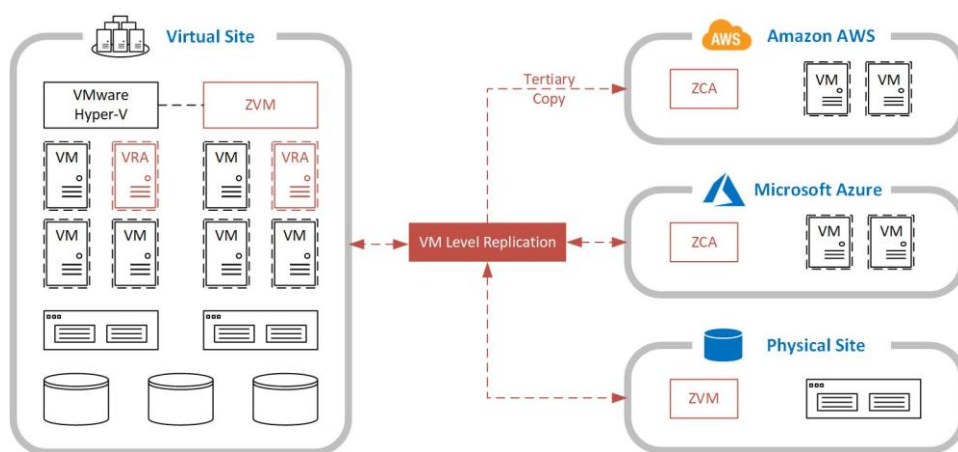 Virtual Site
VMware
Hyper-V
ZVM
VM
VRA
VM
VRA
VM
VM
VM
VM
Tertiary
Copy
VM Level Replication
AWS
Amazon AWS
ZCA
VM
VM
Microsoft Azure
ZCA
VM
VM
Physical Site
ZVM